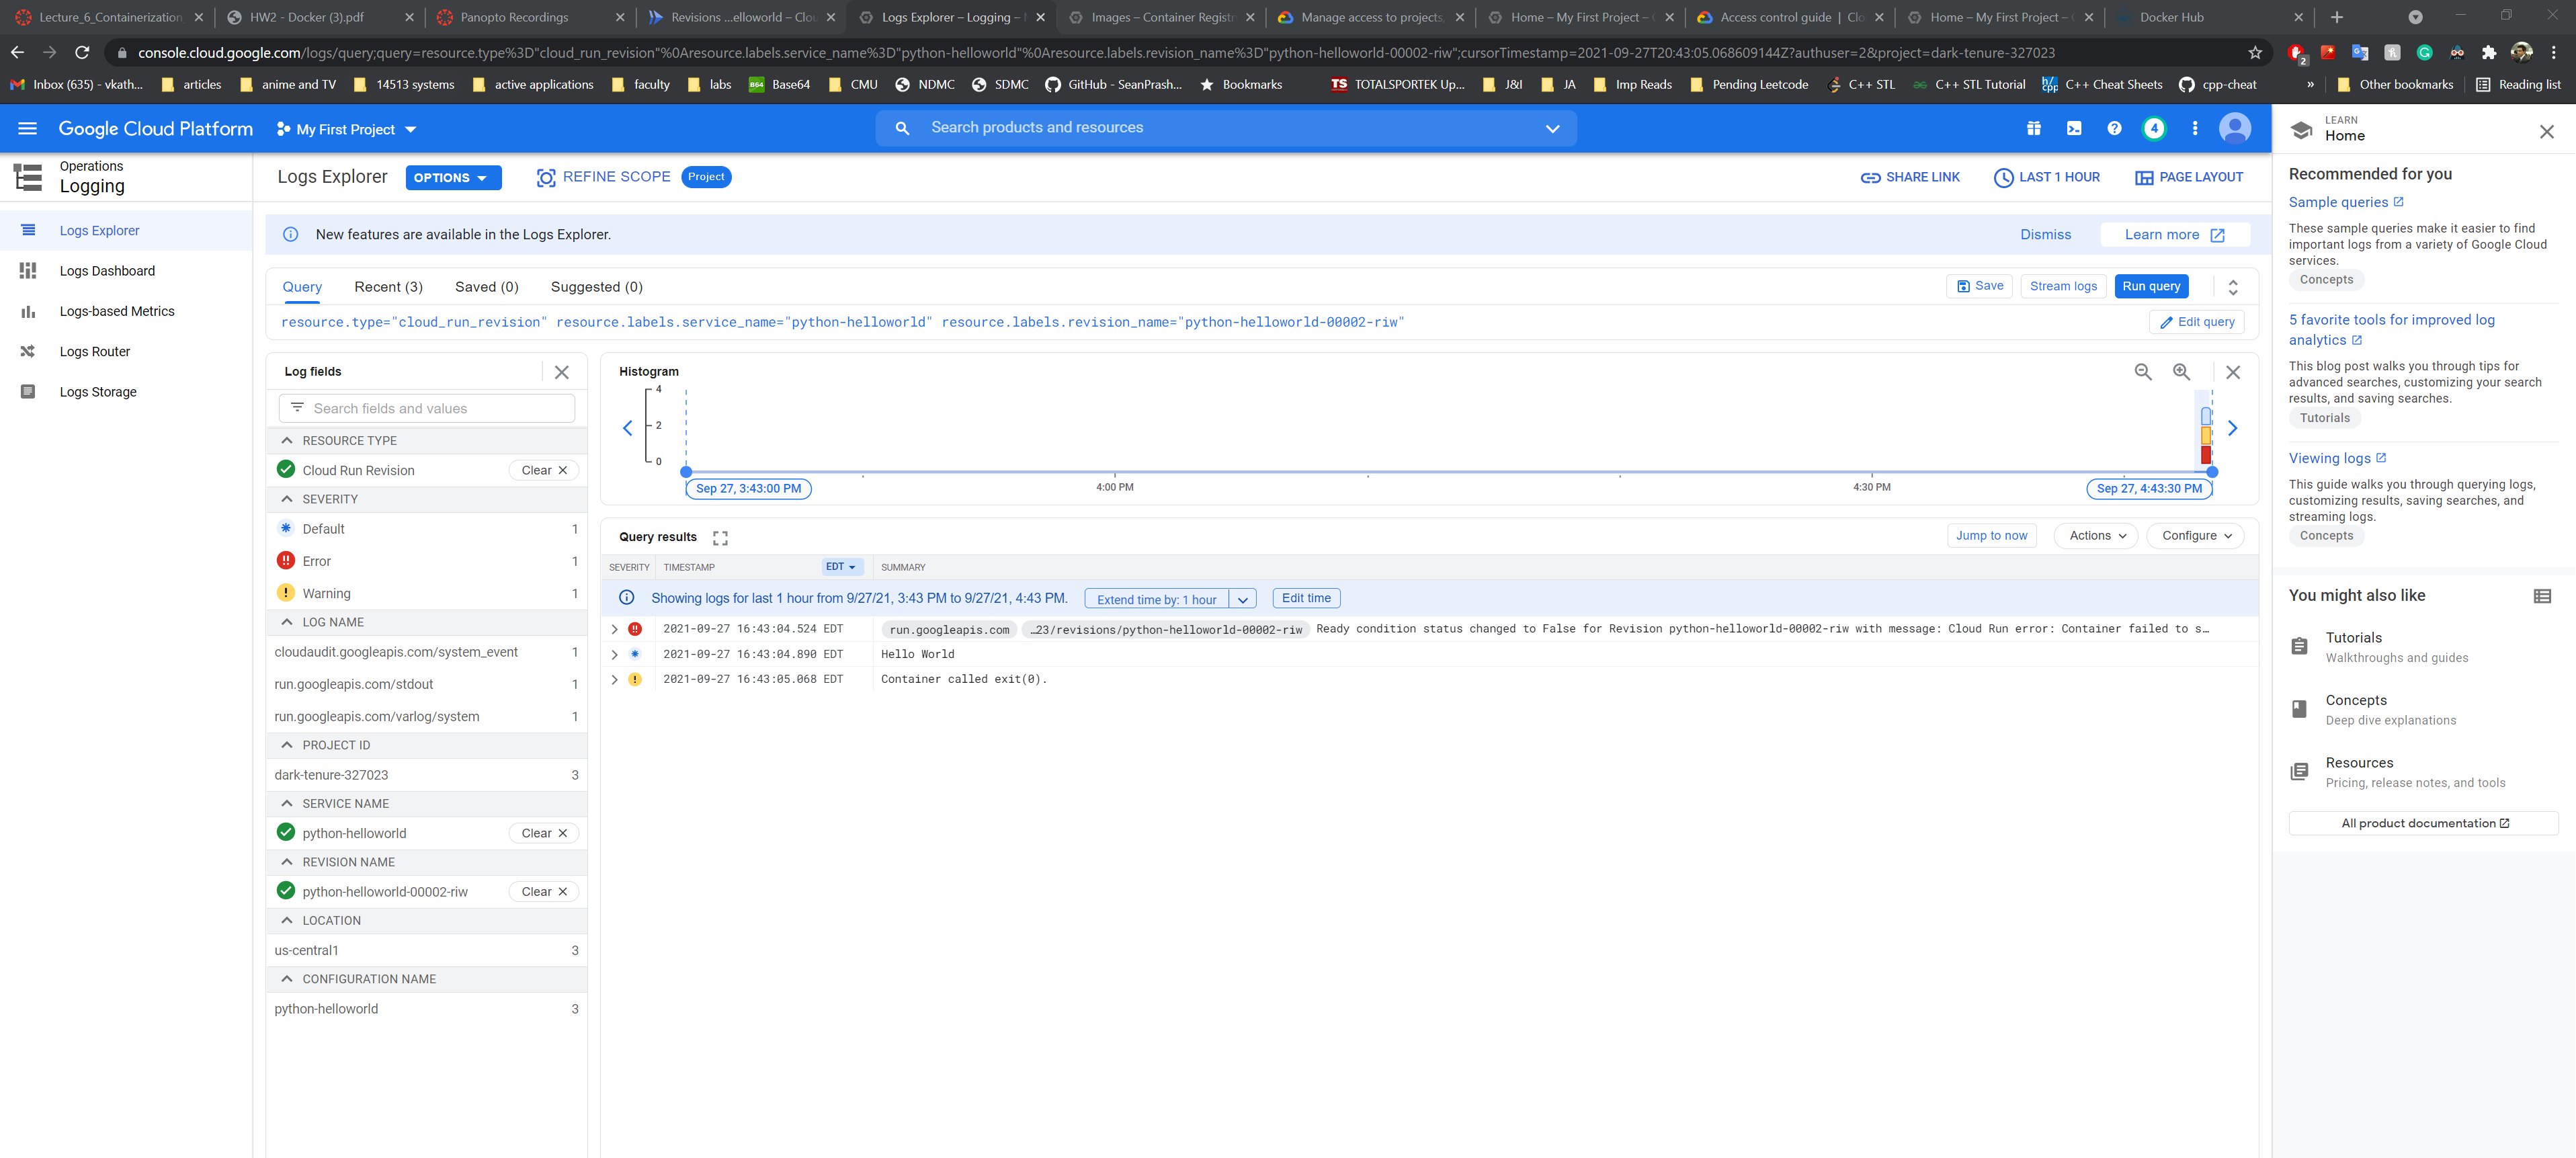 Lecture_6_Containerization
HW2 - Docker (3).pdf
Panopto Recordings
Revisions ...elloworld – Clou
Logs Explorer – Logging –
Images – Container Registr
Manage access to projects,
Home – My First Project –
Access control guide | Clo
Home – My First Project –
Docker Hub
console.cloud.google.com/logs/query;query=resource.type%3D"cloud_run_revision"%0Aresource.labels.service_name%3D"python-helloworld"%0Aresource.labels.revision_name%3D"python-helloworld-00002-riw";cursorTimestamp=2021-09-27T20:43:05.068609144Z?authuser=2&project=dark-tenure-327023
2
Inbox (635) - vkath...
articles
anime and TV
14513 systems
active applications
faculty
labs
B64 Base64
CMU
NDMC
SDMC
GitHub - SeanPrash...
Bookmarks
TS TOTALSPORTEK Up...
J&I
JA
Imp Reads
Pending Leetcode
C++ STL
C++ STL Tutorial
h/cpp C++ Cheat Sheets
cpp-cheat
»
Other bookmarks
Reading list
Google Cloud Platform
My First Project
Search products and resources
4
LEARN
Home
Operations
Logging
Logs Explorer
OPTIONS
REFINE SCOPE
Project
SHARE LINK
LAST 1 HOUR
PAGE LAYOUT
Logs Explorer
Logs Dashboard
Logs-based Metrics
Logs Router
Logs Storage
New features are available in the Logs Explorer.
Dismiss
Learn more
Query
Recent (3)
Saved (0)
Suggested (0)
Save
Stream logs
Run query
resource.type="cloud_run_revision" resource.labels.service_name="python-helloworld" resource.labels.revision_name="python-helloworld-00002-riw"
Edit query
Log fields
Search fields and values
RESOURCE TYPE
Cloud Run Revision
Clear
SEVERITY
Default 1
Error 1
Warning 1
LOG NAME
cloudaudit.googleapis.com/system_event 1
run.googleapis.com/stdout 1
run.googleapis.com/varlog/system 1
PROJECT ID
dark-tenure-327023 3
SERVICE NAME
python-helloworld
Clear
REVISION NAME
python-helloworld-00002-riw
Clear
LOCATION
us-central1 3
CONFIGURATION NAME
python-helloworld 3
Histogram
4
2
0
Sep 27, 3:43:00 PM
4:00 PM
4:30 PM
Sep 27, 4:43:30 PM
Query results
Jump to now
Actions
Configure
SEVERITY
TIMESTAMP
EDT
SUMMARY
Showing logs for last 1 hour from 9/27/21, 3:43 PM to 9/27/21, 4:43 PM.
Extend time by: 1 hour
Edit time
2021-09-27 16:43:04.524 EDT run.googleapis.com …23/revisions/python-helloworld-00002-riw Ready condition status changed to False for Revision python-helloworld-00002-riw with message: Cloud Run error: Container failed to s…
2021-09-27 16:43:04.890 EDT Hello World
2021-09-27 16:43:05.068 EDT Container called exit(0).
Recommended for you
Sample queries
These sample queries make it easier to find
important logs from a variety of Google Cloud
services.
Concepts
5 favorite tools for improved log
analytics
This blog post walks you through tips for
advanced searches, customizing your search
results, and saving searches.
Tutorials
Viewing logs
This guide walks you through querying logs,
customizing results, saving searches, and
streaming logs.
Concepts
You might also like
Tutorials
Walkthroughs and guides
Concepts
Deep dive explanations
Resources
Pricing, release notes, and tools
All product documentation